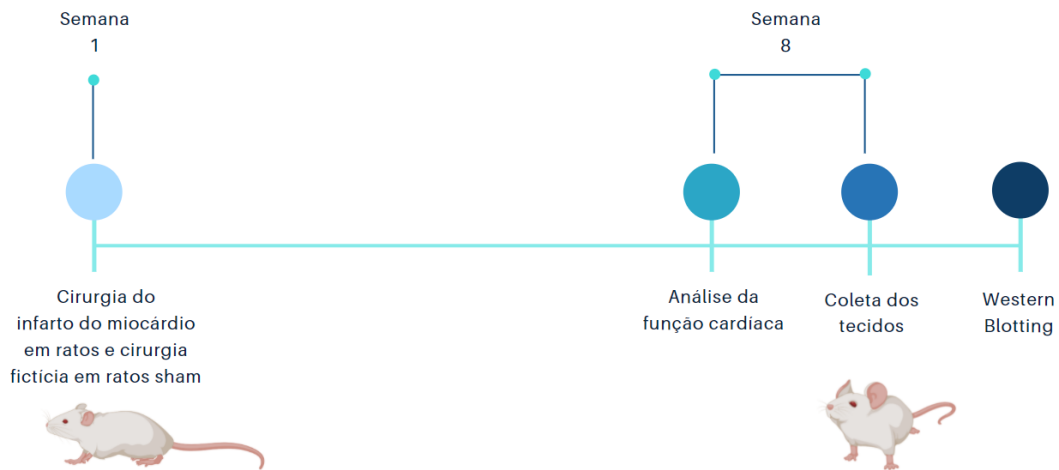 Semana
1
Semana
8
Cirurgia do
infarto do miocárdio
em ratos e cirurgia
fictícia em ratos sham
Análise da
função cardíaca
Coleta dos
tecidos
Western
Blotting